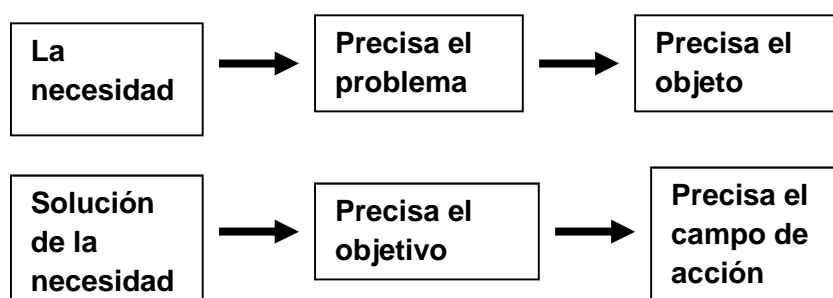 La
necesidad
Precisa el
problema
Precisa el
objeto
Solución
de la
necesidad
Precisa el
objetivo
Precisa el
campo de
acción